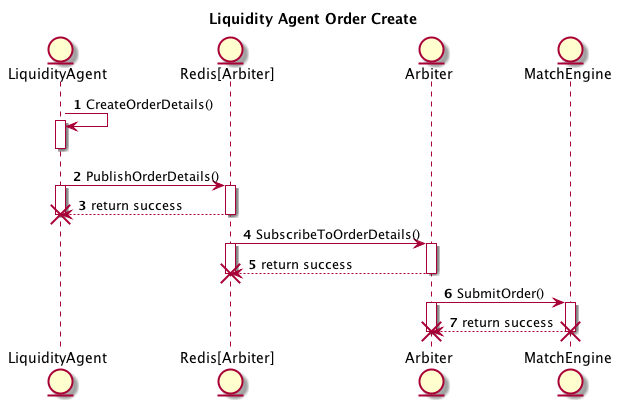 Liquidity Agent Order Create
LiquidityAgent Redis[Arbiter] Arbiter MatchEngine
1 CreateOrderDetails()
2 PublishOrderDetails()
3 return success
4 SubscribeToOrderDetails()
5 return success
6 SubmitOrder()
7 return success
LiquidityAgent Redis[Arbiter] Arbiter MatchEngine